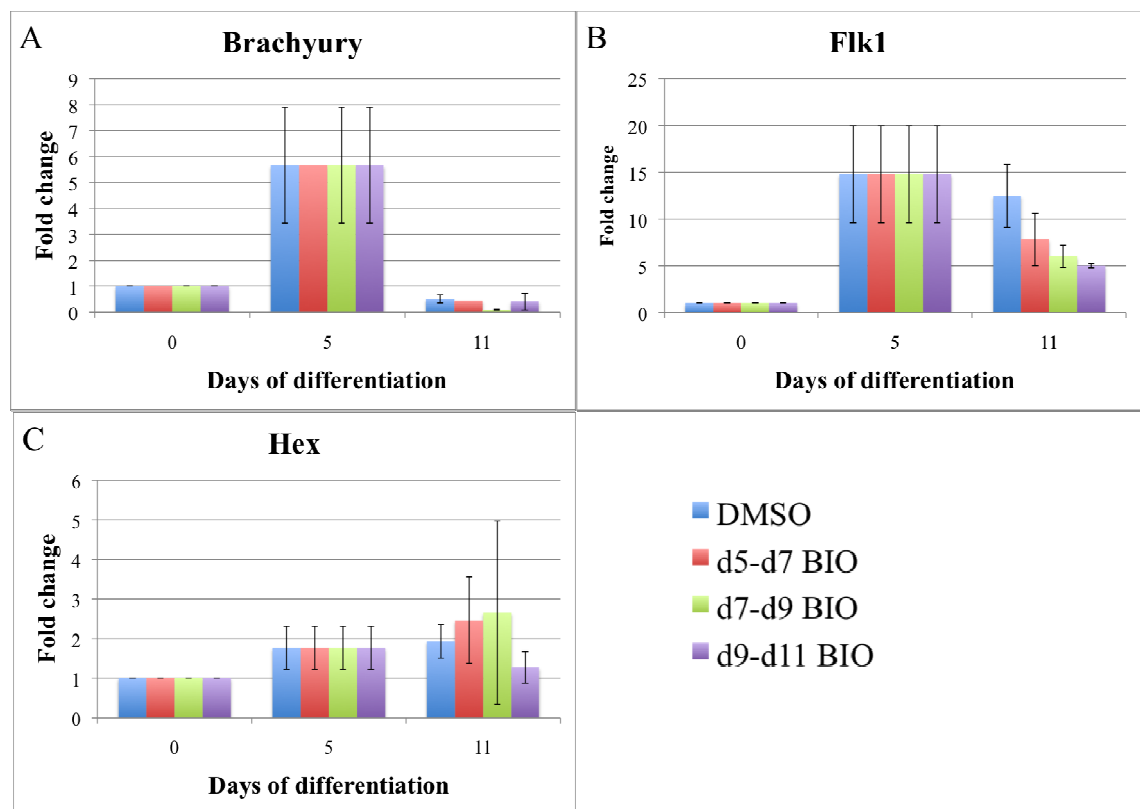 A
Brachyury
Fold change
9
8
7
6
5
4
3
2
1
0
0 5 11
Days of differentiation
B
Flk1
Fold change
25
20
15
10
5
0
0 5 11
Days of differentiation
C
Hex
Fold change
6
5
4
3
2
1
0
0 5 11
Days of differentiation
DMSO
d5-d7 BIO
d7-d9 BIO
d9-d11 BIO